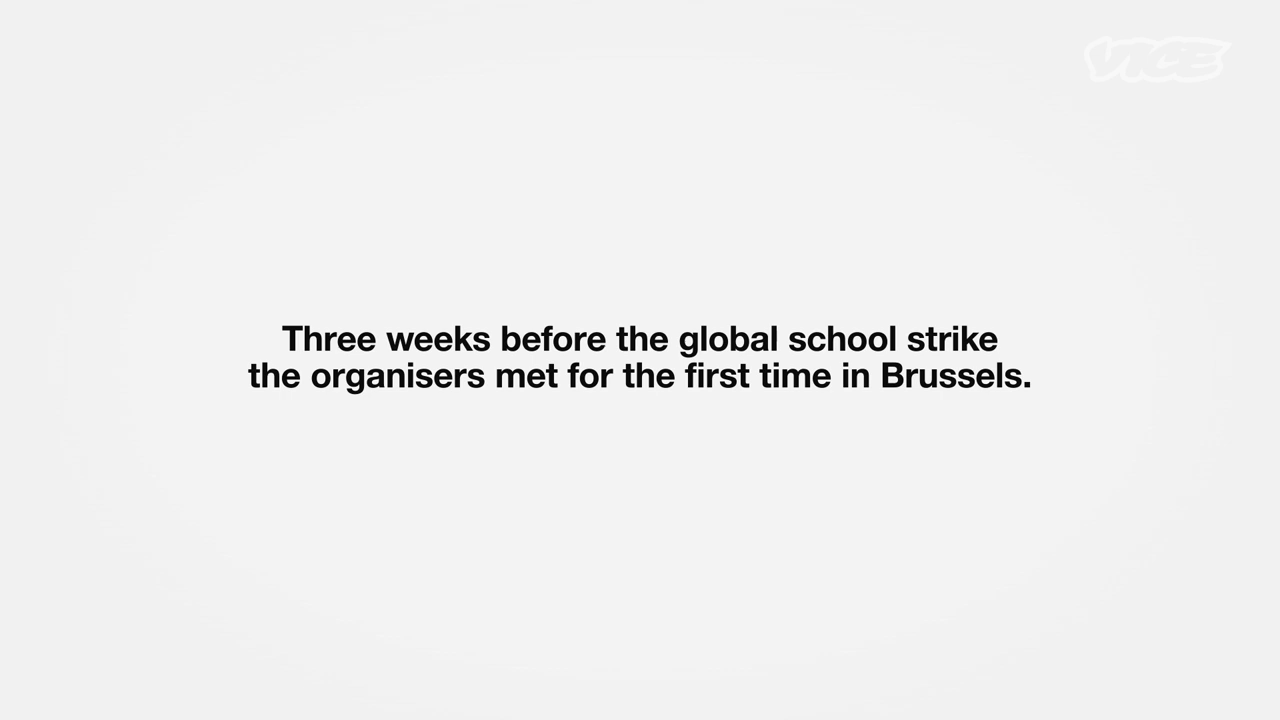 VICE
Three weeks before the global school strike
the organisers met for the first time in Brussels.